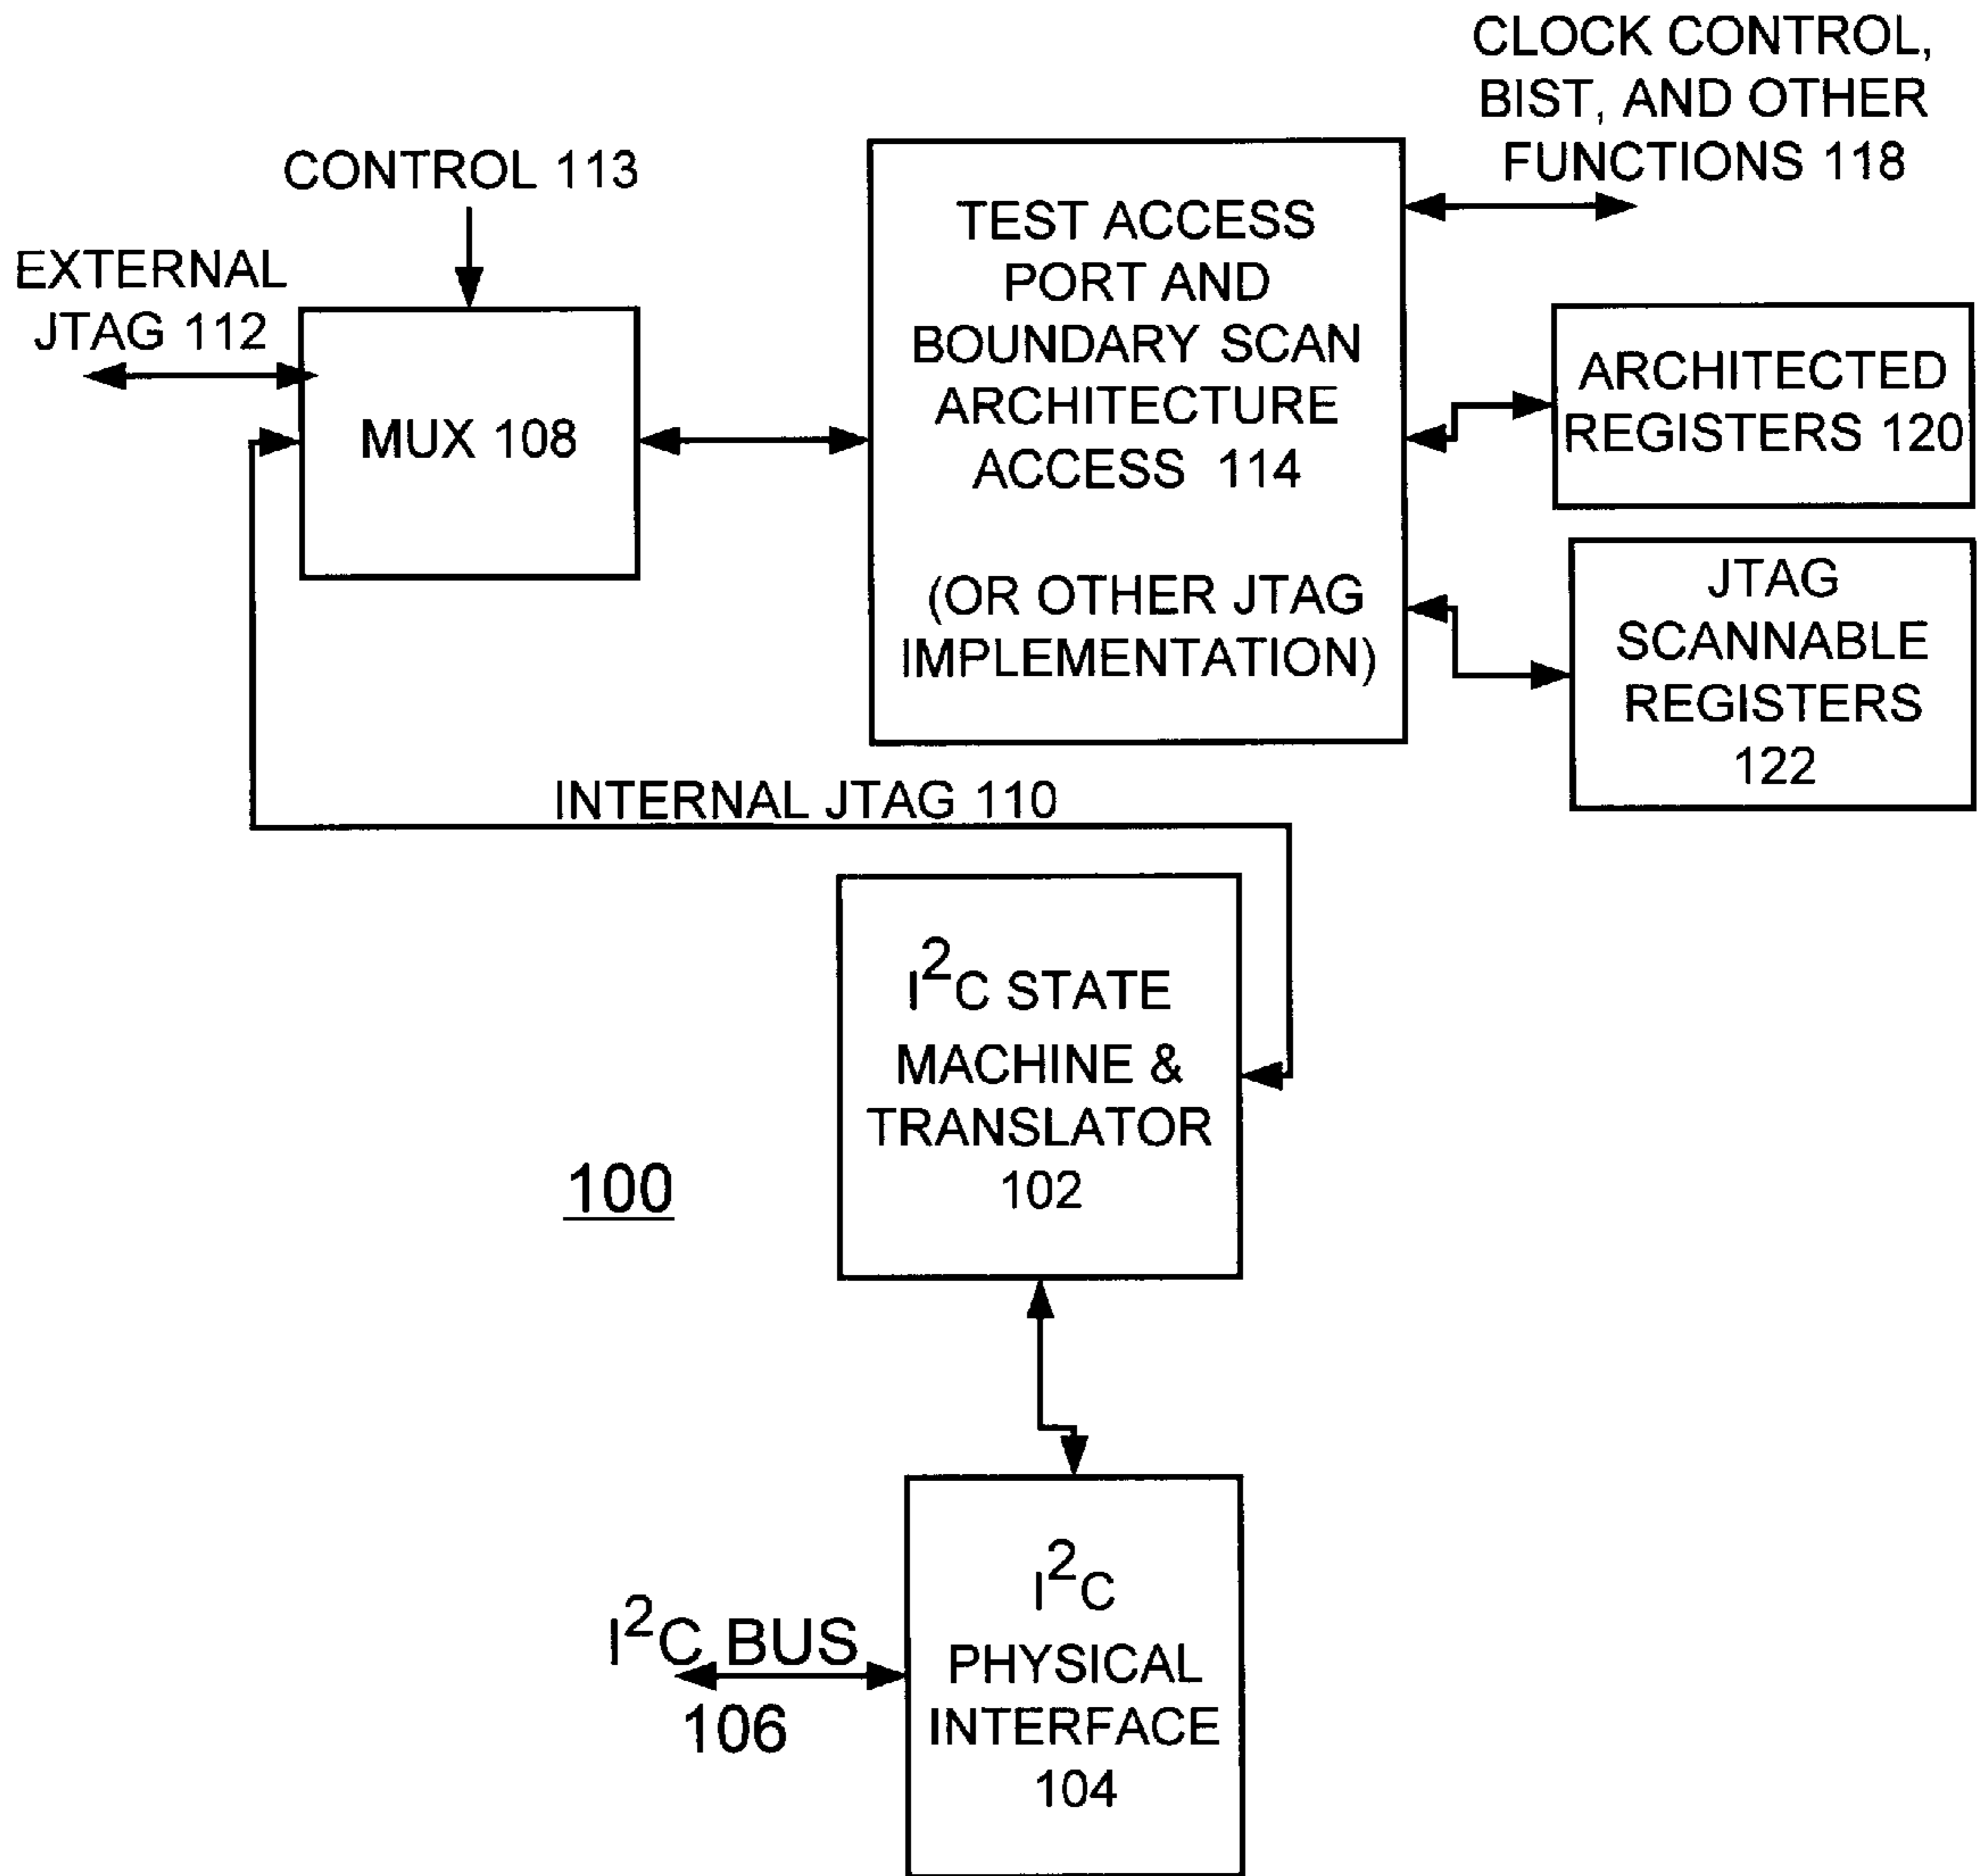 CLOCK CONTROL,
BIST, AND OTHER
FUNCTIONS 118
CONTROL 113
EXTERNAL
JTAG 112
MUX 108
TEST ACCESS
PORT AND
BOUNDARY SCAN
ARCHITECTURE
ACCESS 114
(OR OTHER JTAG
IMPLEMENTATION)
ARCHITECTED
REGISTERS 120
JTAG
SCANNABLE
REGISTERS
122
INTERNAL JTAG 110
I²C STATE
MACHINE &
TRANSLATOR
102
100
I²C
PHYSICAL
INTERFACE
104
I²C BUS
106